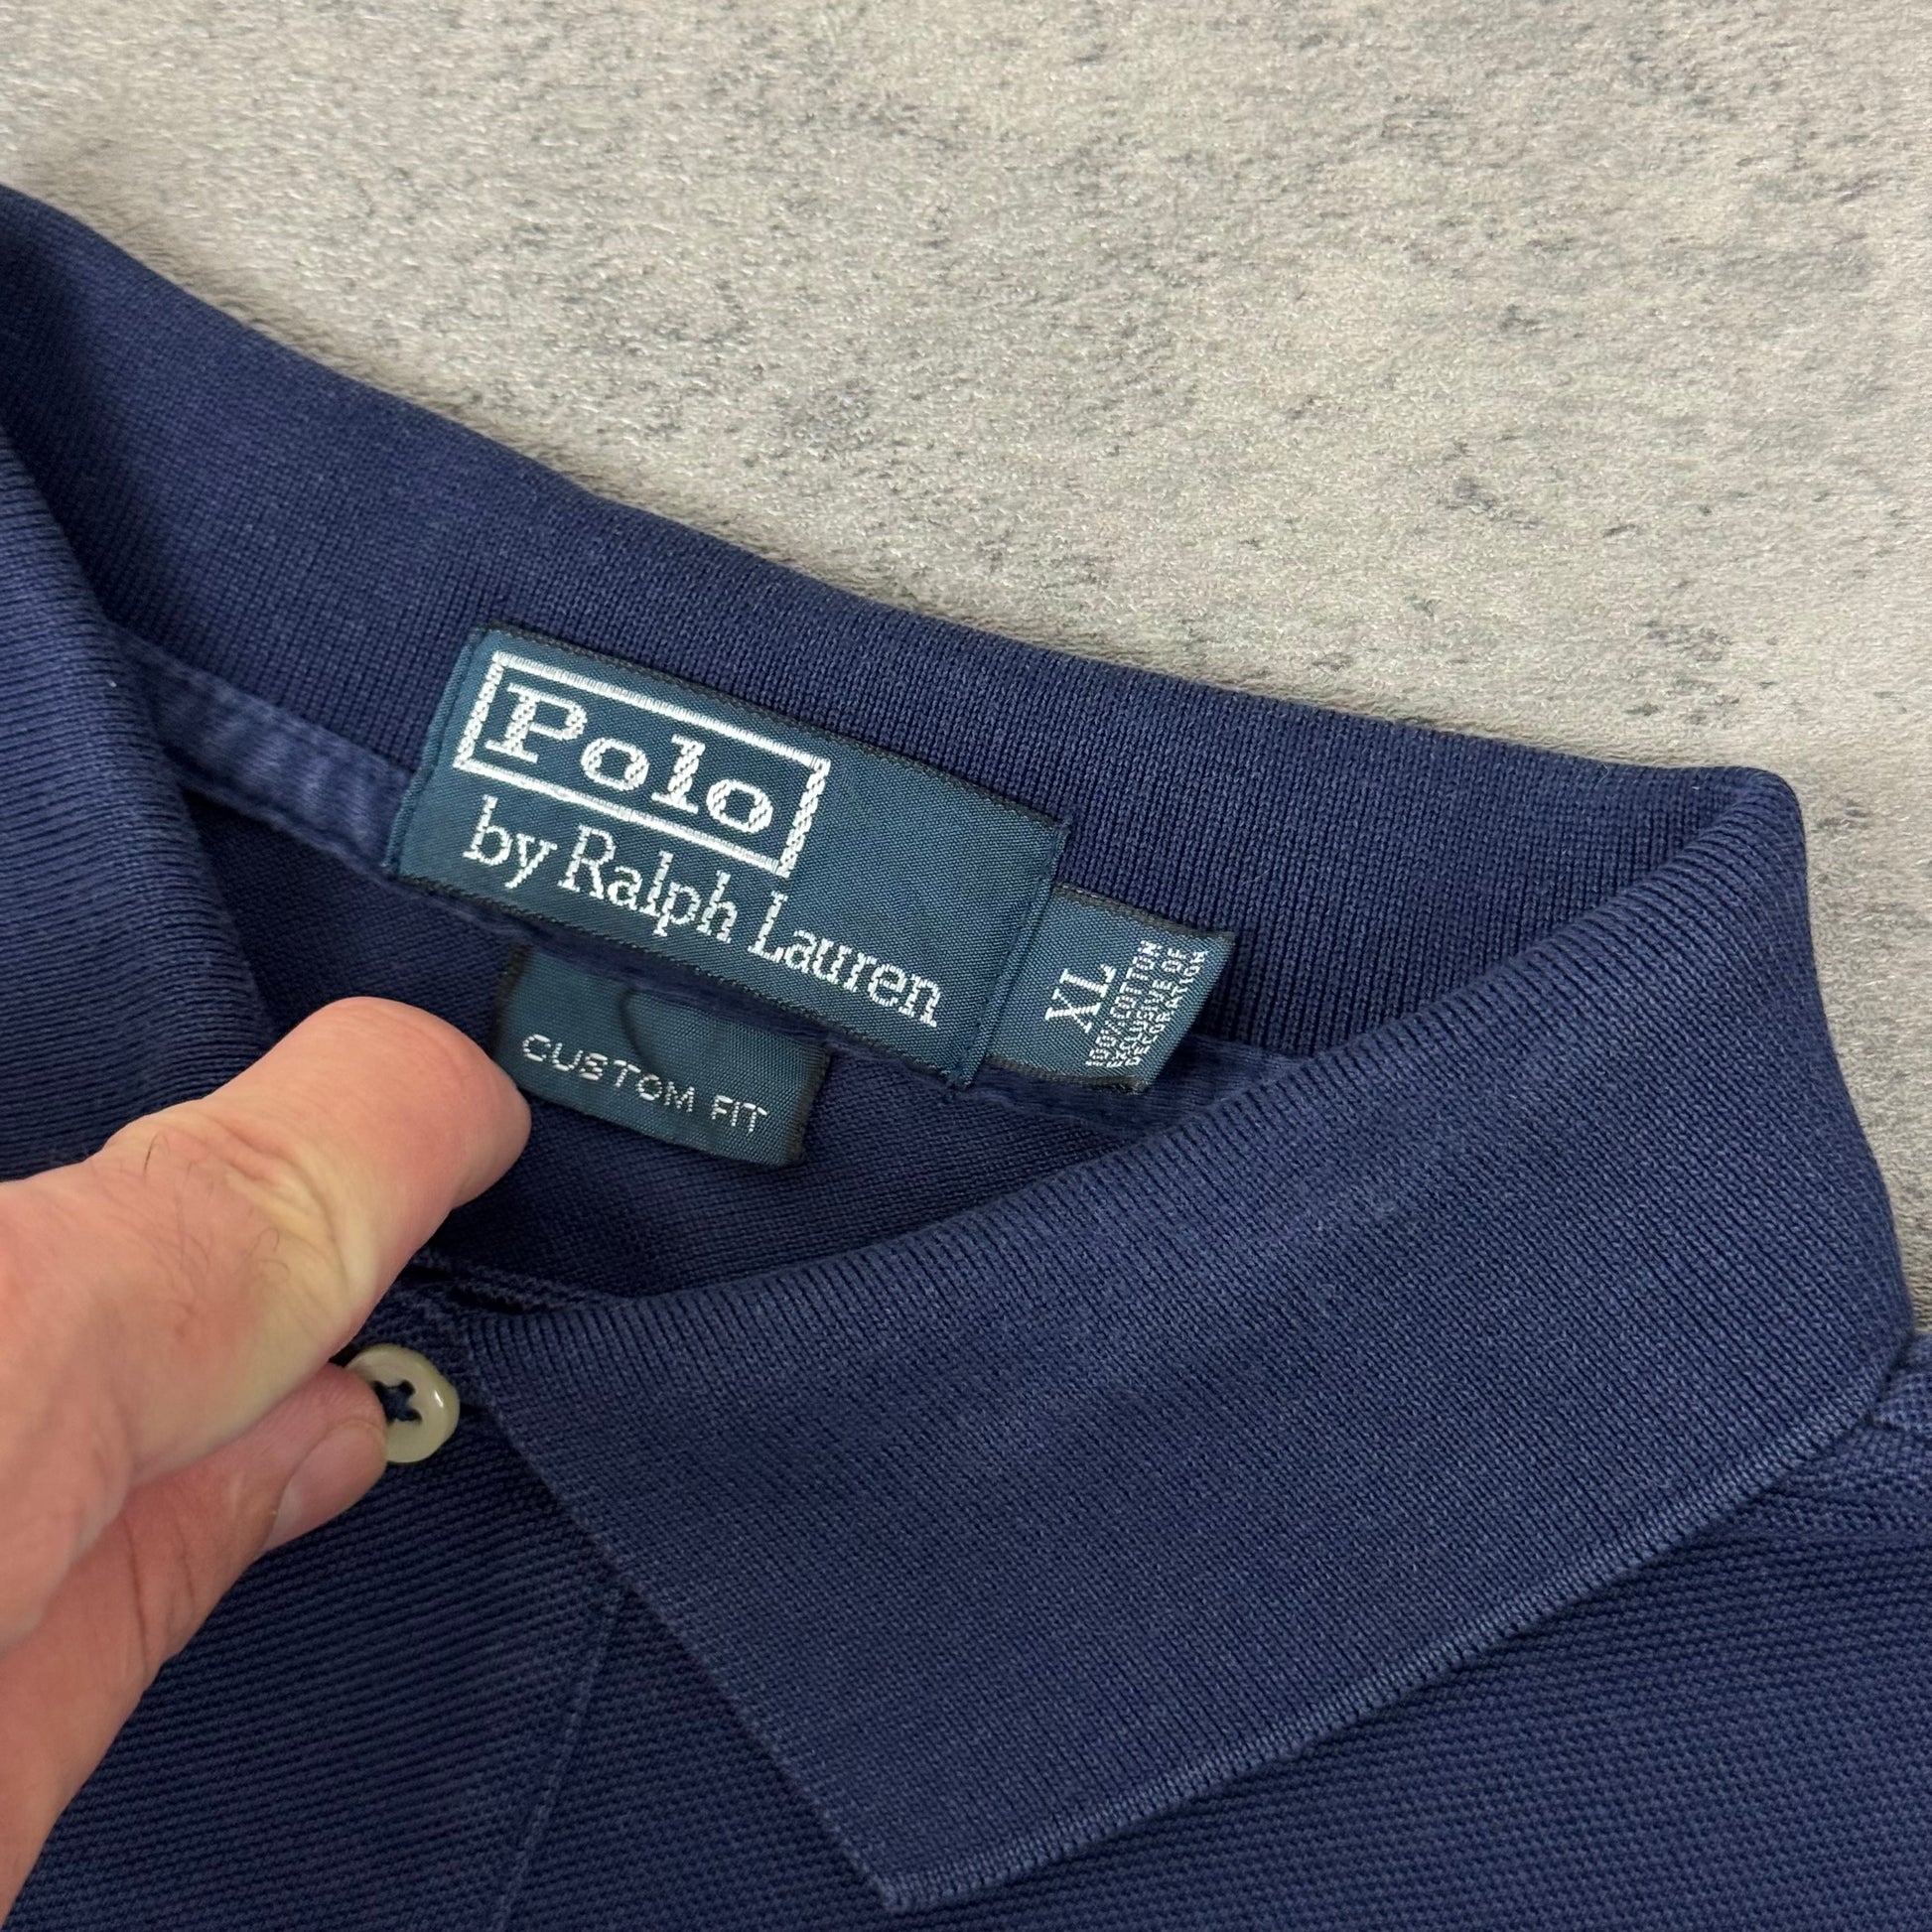 Polo
by Ralph Lauren
XL
100% COTTON
EXCLUSIVE OF
DECORATION
CUSTOM FIT